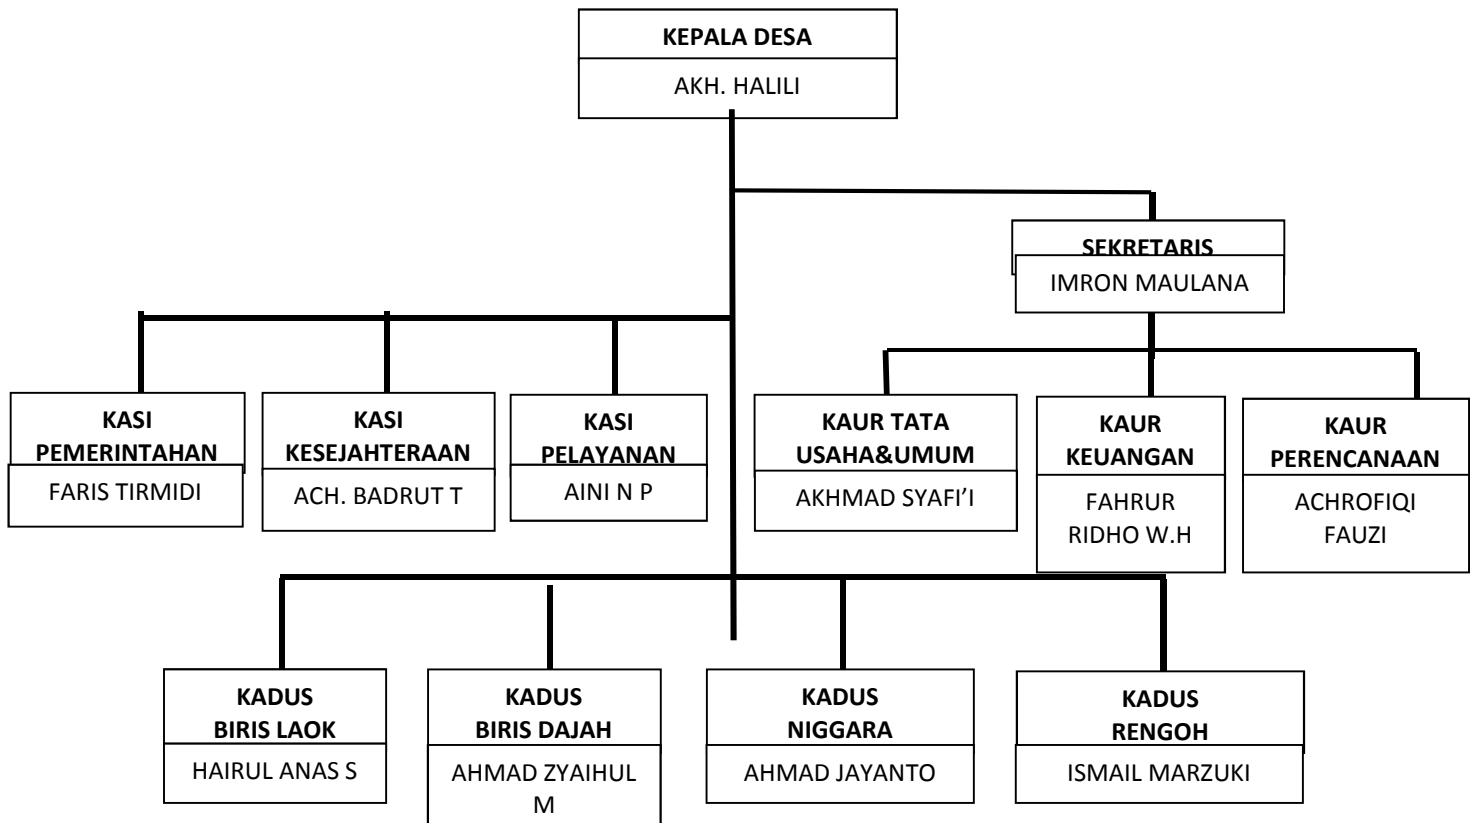 KEPALA DESA
AKH. HALILI
SEKRETARIS
IMRON MAULANA
KASI
PEMERINTAHAN
FARIS TIRMIDI
KASI
KESEJAHTERAAN
ACH. BADRUT T
KASI
PELAYANAN
AINI N P
KAUR TATA
USAHA&UMUM
AKHMAD SYAFI’I
KAUR
KEUANGAN
FAHRUR
RIDHO W.H
KAUR
PERENCANAAN
ACHROFIQI
FAUZI
KADUS
BIRIS LAOK
HAIRUL ANAS S
KADUS
BIRIS DAJAH
AHMAD ZYAIHUL
M
KADUS
NIGGARA
AHMAD JAYANTO
KADUS
RENGOH
ISMAIL MARZUKI